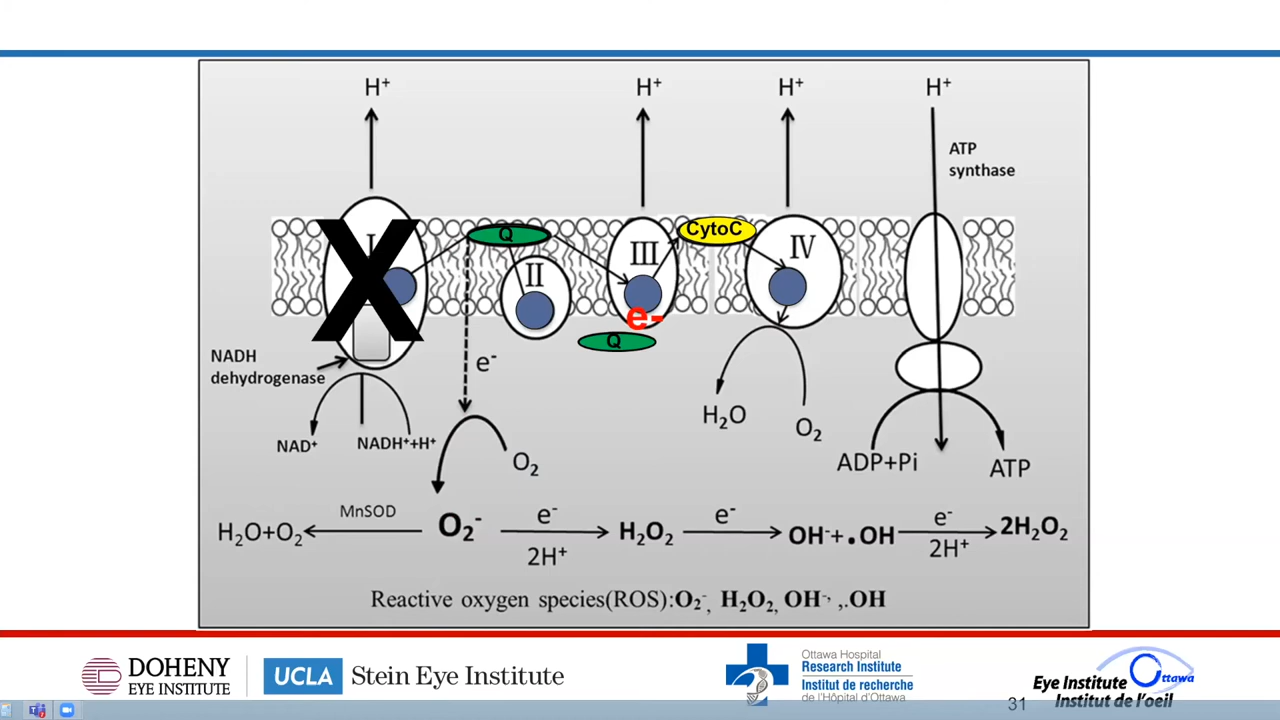 H⁺ H⁺ H⁺ H⁺
ATP
synthase
I Q II III CytoC IV
X
e-
Q
NADH
dehydrogenase
e⁻
NAD⁺ NADH⁺+H⁺
H₂O O₂
O₂
ADP+Pi ATP
H₂O+O₂ MnSOD O₂⁻ e⁻ 2H⁺ H₂O₂ e⁻ OH⁻+.OH e⁻ 2H⁺ 2H₂O₂
Reactive oxygen species(ROS):O₂⁻, H₂O₂, OH⁻, ,.OH
DOHENY
EYE INSTITUTE
UCLA Stein Eye Institute
Ottawa Hospital
Research Institute
Institut de recherche
de l'Hôpital d'Ottawa
31
Eye Institute Ottawa
Institut de l'oeil